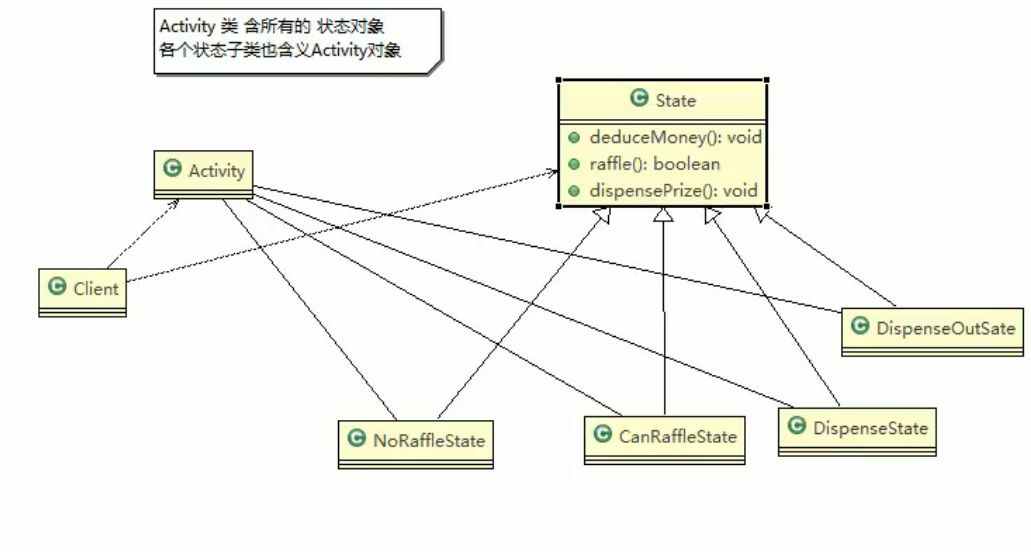 Activity 类 含所有的 状态对象
各个状态子类也含义Activity对象
State
deduceMoney(): void
raffle(): boolean
dispensePrize(): void
Activity
Client
DispenseOutSate
NoRaffleState
CanRaffleState
DispenseState